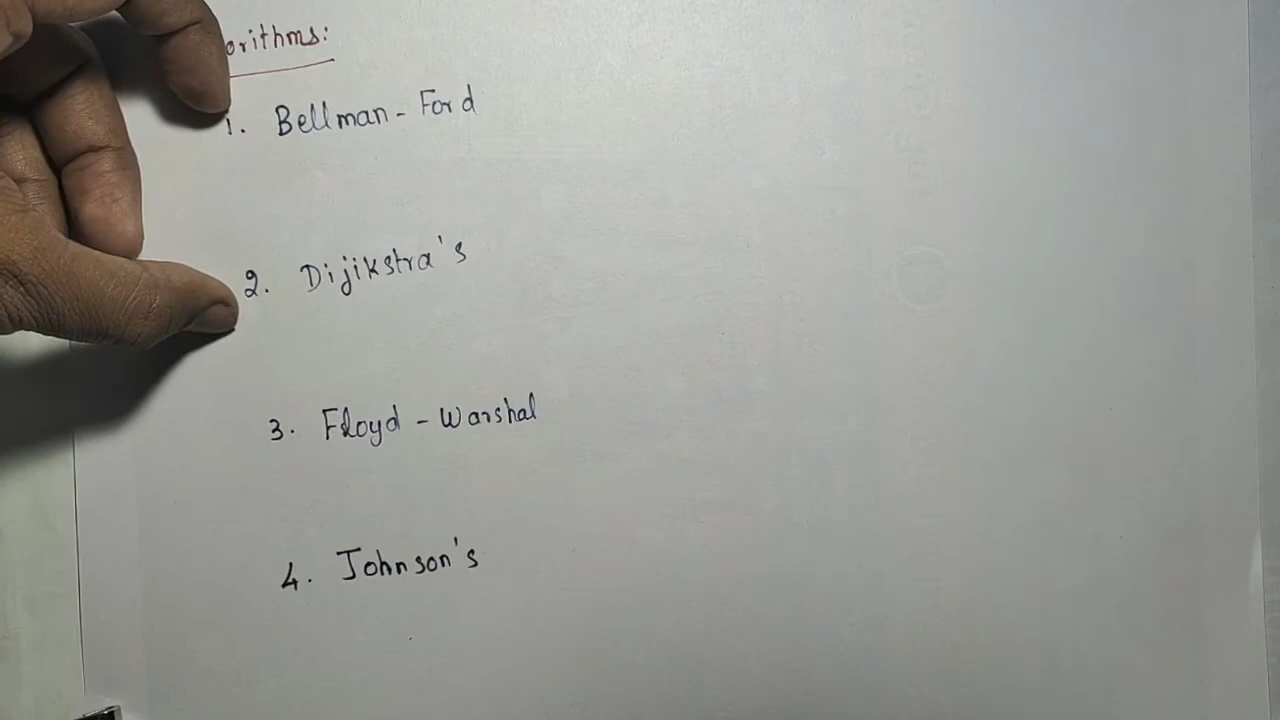 orithms:
1. Bellman - Ford
2. Dijikstra's
3. Floyd - Warshal
4. Johnson's